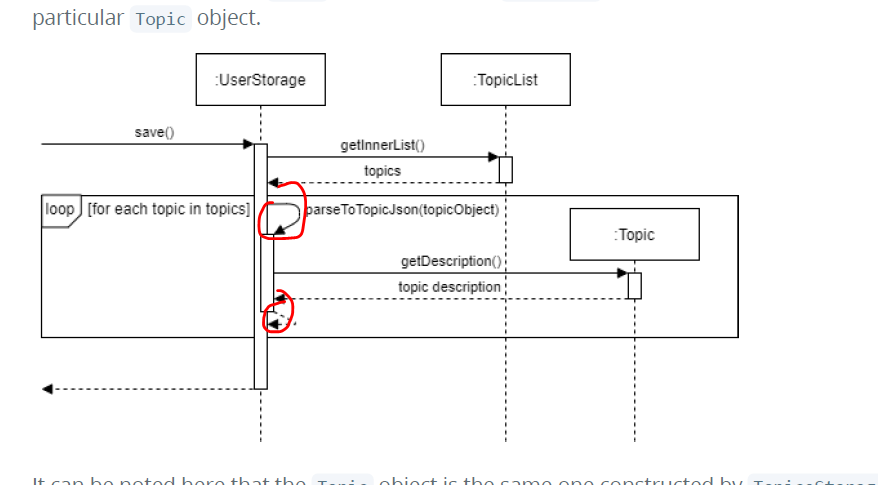 particular Topic object.
:UserStorage
:TopicList
save()
getInnerList()
topics
loop
[for each topic in topics]
parseToTopicJson(topicObject)
:Topic
getDescription()
topic description
It can be noted here that the Topic object is the same one constructed by